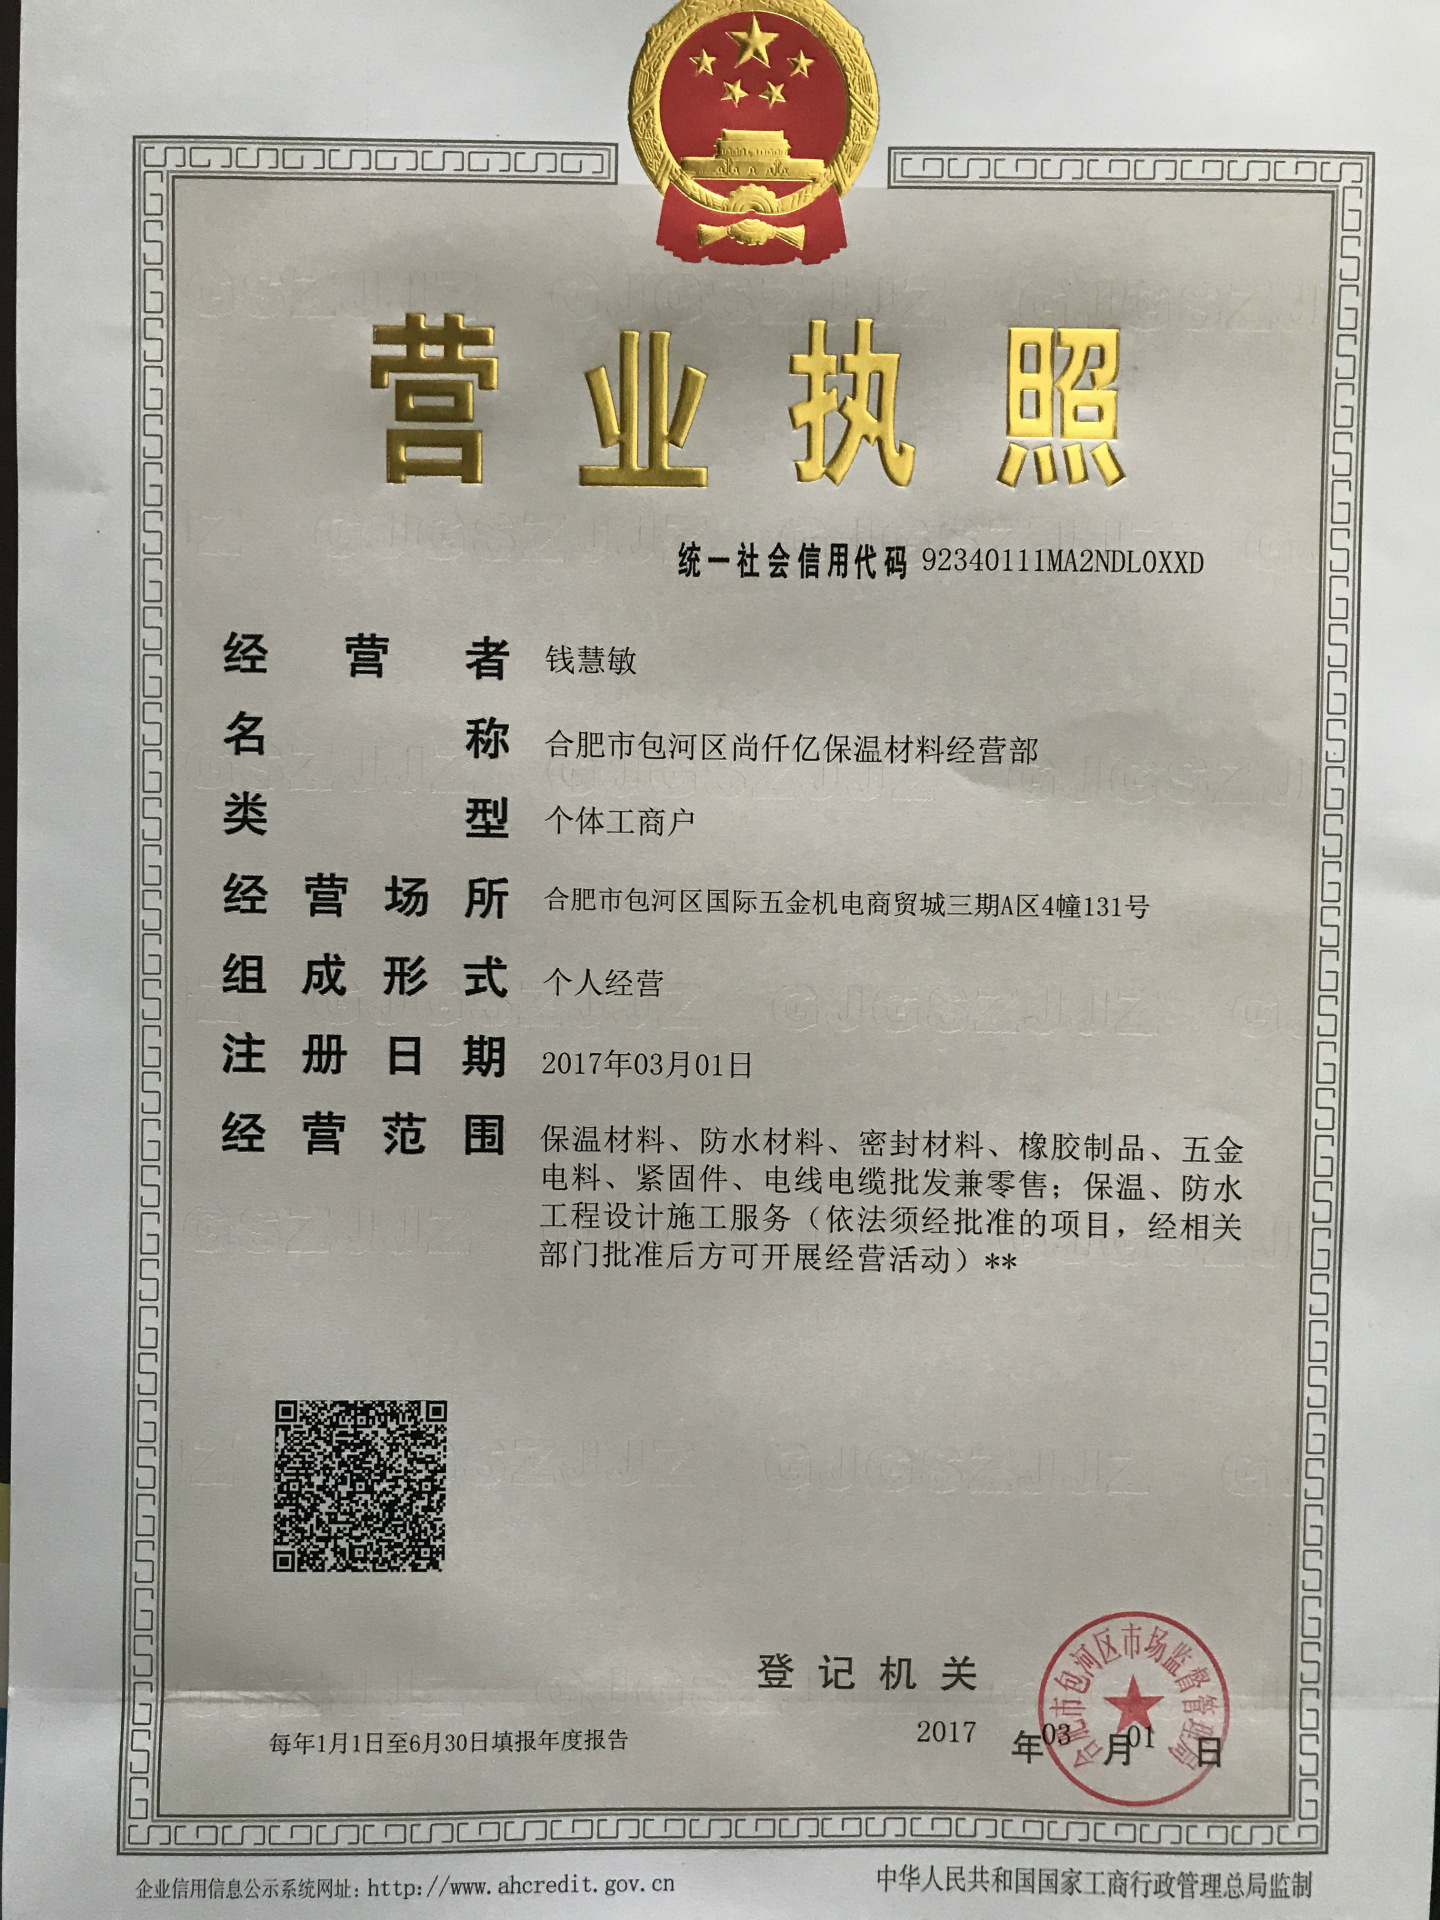 营业执照
统一社会信用代码 92340111MA2NDL0XXD
经营者 钱慧敏
名称 合肥市包河区尚仟亿保温材料经营部
类型 个体工商户
经营场所 合肥市包河区国际五金机电商贸城三期A区4幢131号
组成形式 个人经营
注册日期 2017年03月01日
经营范围 保温材料、防水材料、密封材料、橡胶制品、五金
电料、紧固件、电线电缆批发兼零售；保温、防水
工程设计施工服务（依法须经批准的项目，经相关
部门批准后方可开展经营活动）**
登记机关
合肥市包河区市场监督管理局
2017年03月01日
每年1月1日至6月30日填报年度报告
企业信用信息公示系统网址：http://www.ahcredit.gov.cn
中华人民共和国国家工商行政管理总局监制